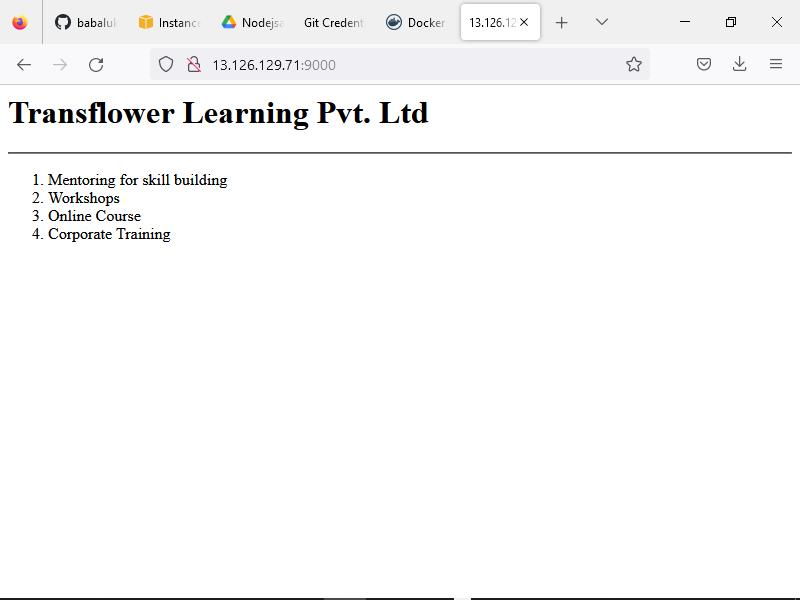 babaluk
Instance
Nodejsa
Git Credent
Docker
13.126.12
13.126.129.71:9000
Transflower Learning Pvt. Ltd
1. Mentoring for skill building
2. Workshops
3. Online Course
4. Corporate Training